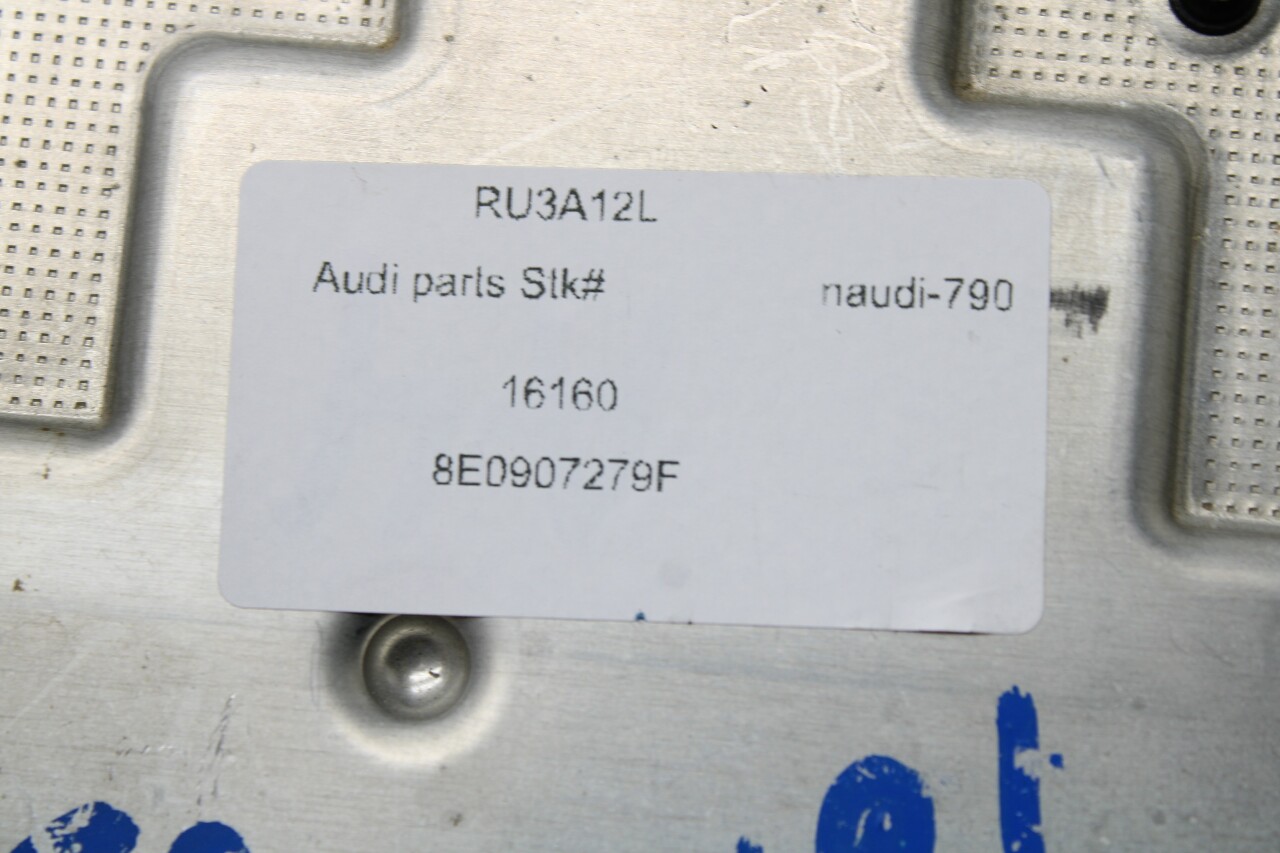 RU3A12L
Audi parts Stk# naudi-790
16160
8E0907279F